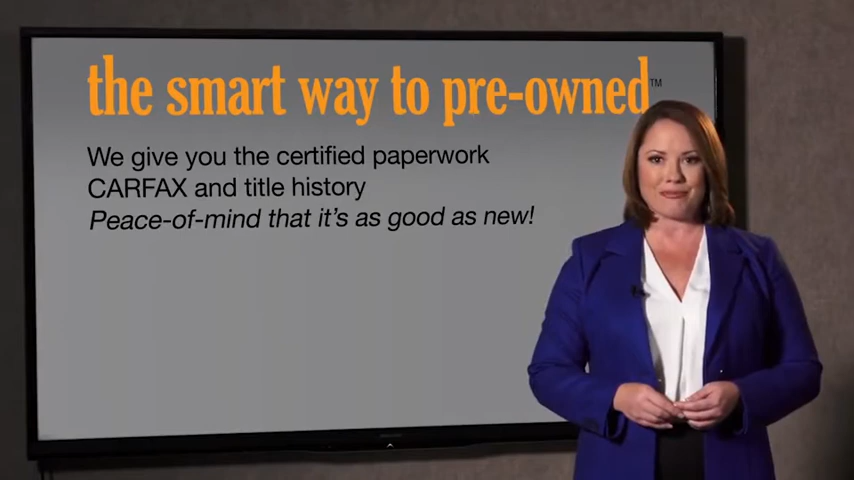 the smart way to pre-owned™
We give you the certified paperwork
CARFAX and title history
Peace-of-mind that it's as good as new!